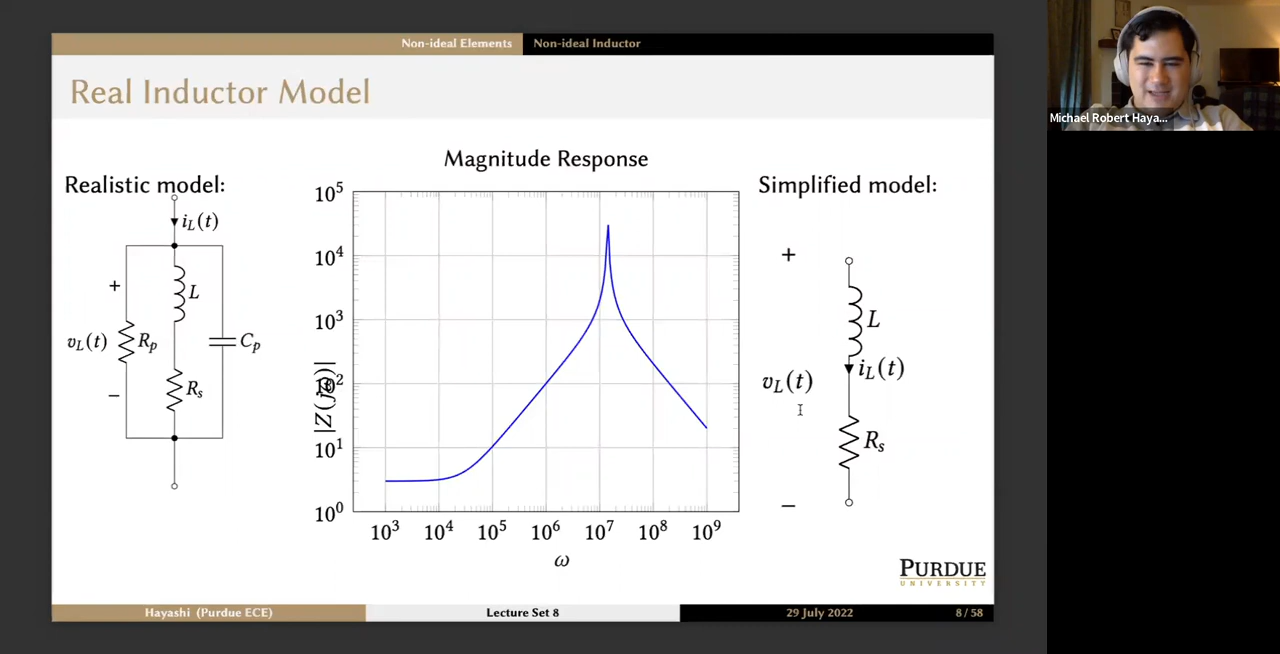 Non-ideal Elements
Non-ideal Inductor
Real Inductor Model
Michael Robert Haya...
Realistic model:
i_L(t)
+
L
v_L(t)
R_p
C_p
−
R_s
Magnitude Response
|Z(jω)|
10^5
10^4
10^3
10^2
10^1
10^0
10^3 10^4 10^5 10^6 10^7 10^8 10^9
ω
Simplified model:
+
L
i_L(t)
v_L(t)
R_s
−
PURDUE
UNIVERSITY
Hayashi (Purdue ECE)
Lecture Set 8
29 July 2022
8 / 58